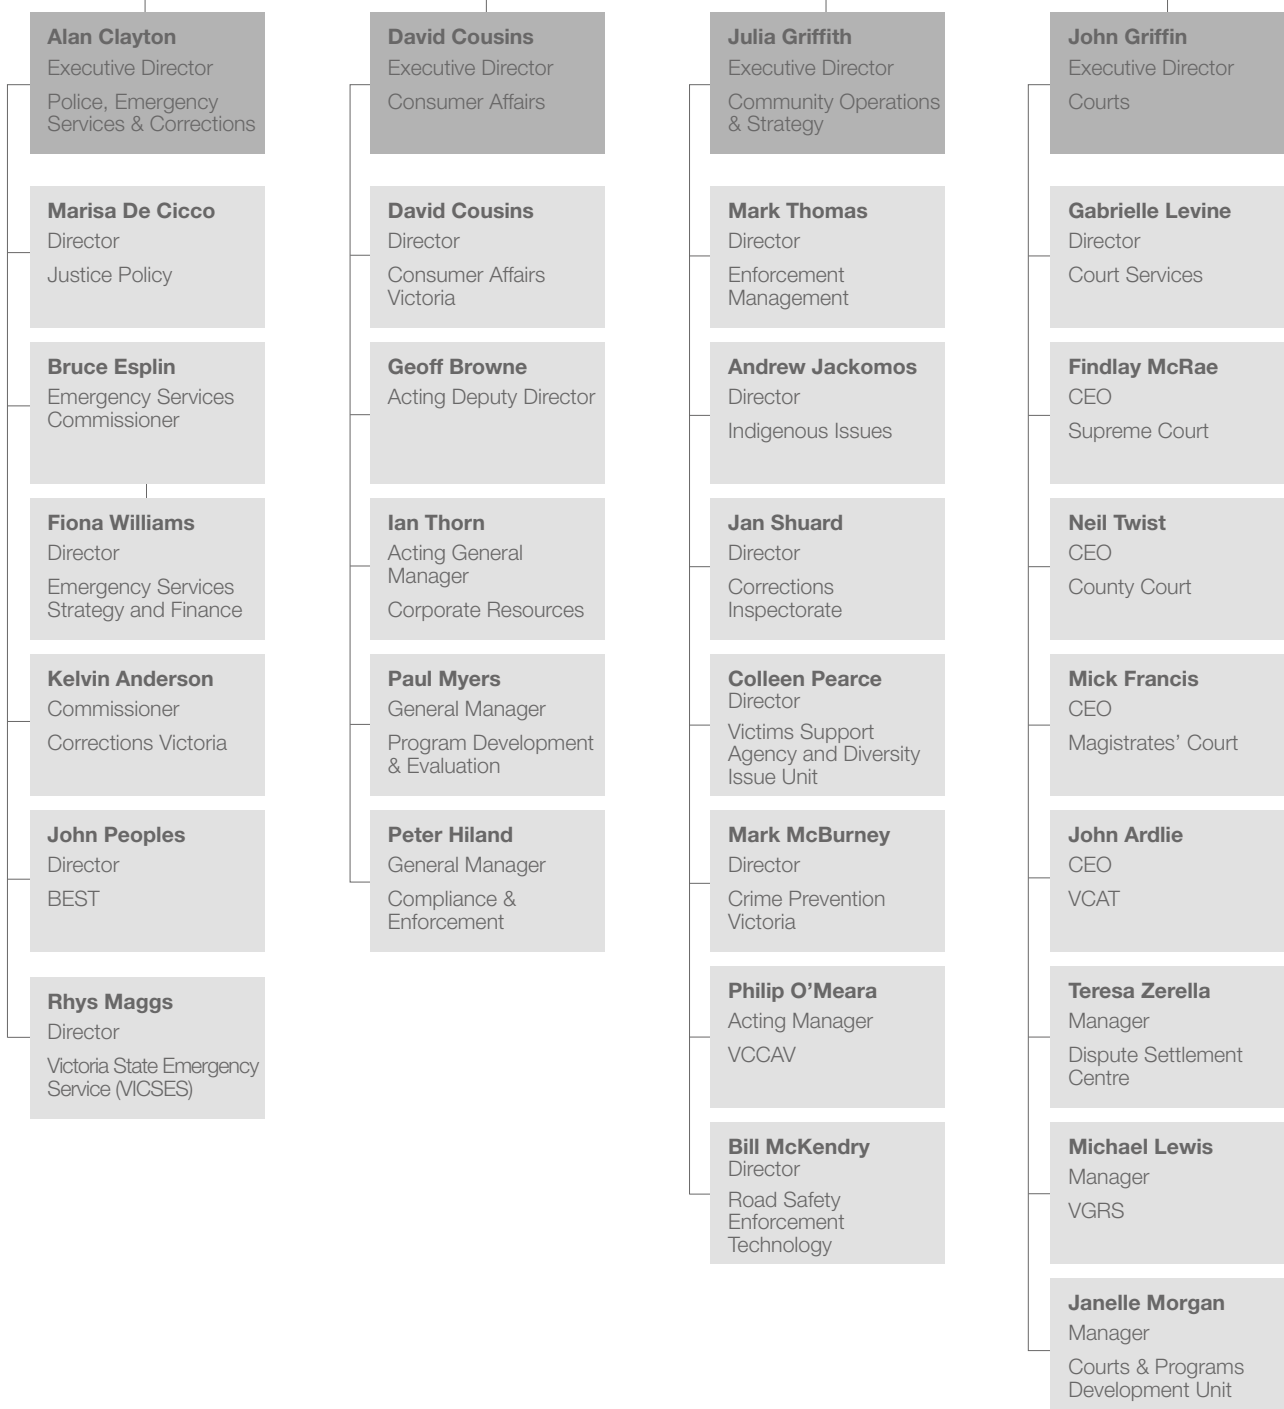 Alan Clayton
Executive Director
Police, Emergency
Services & Corrections
Marisa De Cicco
Director
Justice Policy
Bruce Esplin
Emergency Services
Commissioner
Fiona Williams
Director
Emergency Services
Strategy and Finance
Kelvin Anderson
Commissioner
Corrections Victoria
John Peoples
Director
BEST
Rhys Maggs
Director
Victoria State Emergency
Service (VICSES)
David Cousins
Executive Director
Consumer Affairs
David Cousins
Director
Consumer Affairs
Victoria
Geoff Browne
Acting Deputy Director
Ian Thorn
Acting General
Manager
Corporate Resources
Paul Myers
General Manager
Program Development
& Evaluation
Peter Hiland
General Manager
Compliance &
Enforcement
Julia Griffith
Executive Director
Community Operations
& Strategy
Mark Thomas
Director
Enforcement
Management
Andrew Jackomos
Director
Indigenous Issues
Jan Shuard
Director
Corrections
Inspectorate
Colleen Pearce
Director
Victims Support
Agency and Diversity
Issue Unit
Mark McBurney
Director
Crime Prevention
Victoria
Philip O’Meara
Acting Manager
VCCAV
Bill McKendry
Director
Road Safety
Enforcement
Technology
John Griffin
Executive Director
Courts
Gabrielle Levine
Director
Court Services
Findlay McRae
CEO
Supreme Court
Neil Twist
CEO
County Court
Mick Francis
CEO
Magistrates’ Court
John Ardlie
CEO
VCAT
Teresa Zerella
Manager
Dispute Settlement
Centre
Michael Lewis
Manager
VGRS
Janelle Morgan
Manager
Courts & Programs
Development Unit